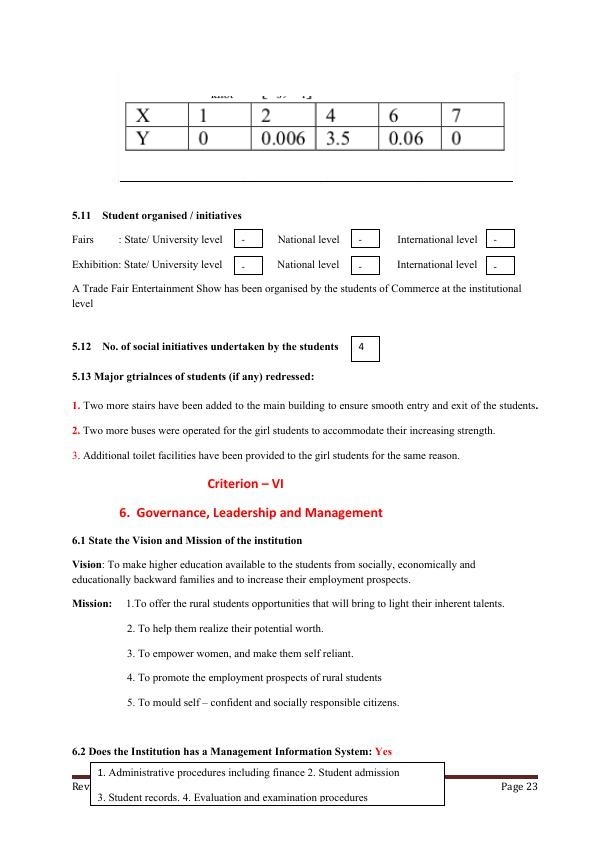 X 1 2 4 6 7
Y 0 0.006 3.5 0.06 0
5.11 Student organised / initiatives
Fairs : State/ University level - National level - International level -
Exhibition: State/ University level - National level - International level -
A Trade Fair Entertainment Show has been organised by the students of Commerce at the institutional
level
5.12 No. of social initiatives undertaken by the students 4
5.13 Major gtrialnces of students (if any) redressed:
1. Two more stairs have been added to the main building to ensure smooth entry and exit of the students.
2. Two more buses were operated for the girl students to accommodate their increasing strength.
3. Additional toilet facilities have been provided to the girl students for the same reason.
Criterion – VI
6. Governance, Leadership and Management
6.1 State the Vision and Mission of the institution
Vision: To make higher education available to the students from socially, economically and
educationally backward families and to increase their employment prospects.
Mission: 1.To offer the rural students opportunities that will bring to light their inherent talents.
2. To help them realize their potential worth.
3. To empower women, and make them self reliant.
4. To promote the employment prospects of rural students
5. To mould self – confident and socially responsible citizens.
6.2 Does the Institution has a Management Information System: Yes
1. Administrative procedures including finance 2. Student admission
Rev Page 23
3. Student records. 4. Evaluation and examination procedures